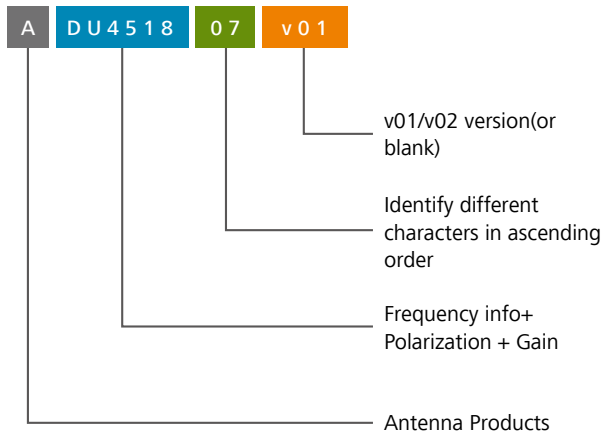 A DU4518 07 v01
v01/v02 version(or
blank)
Identify different
characters in ascending
order
Frequency info+
Polarization + Gain
Antenna Products